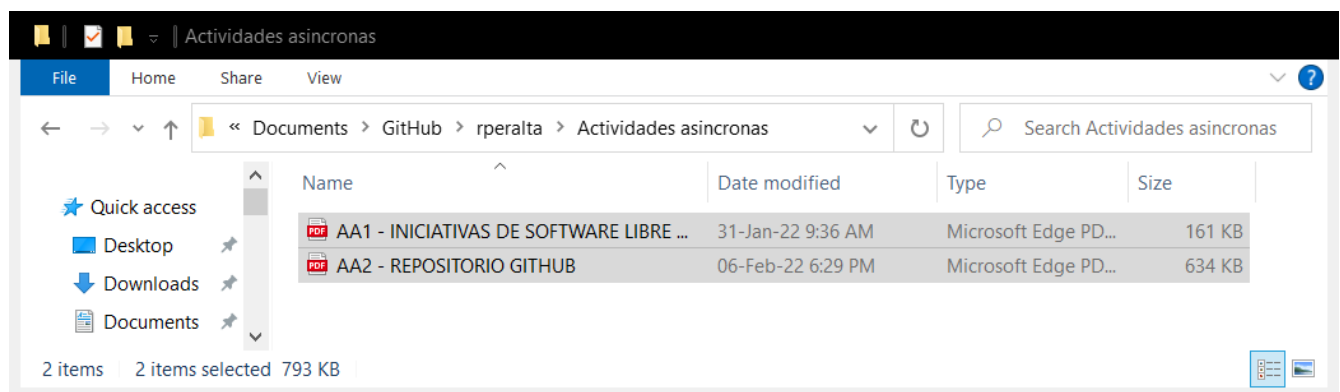 Actividades asincronas
File Home Share View
« Documents > GitHub > rperalta > Actividades asincronas Search Actividades asincronas
Name Date modified Type Size
Quick access
Desktop
Downloads
Documents
PDF AA1 - INICIATIVAS DE SOFTWARE LIBRE ... 31-Jan-22 9:36 AM Microsoft Edge PD... 161 KB
PDF AA2 - REPOSITORIO GITHUB 06-Feb-22 6:29 PM Microsoft Edge PD... 634 KB
2 items 2 items selected 793 KB